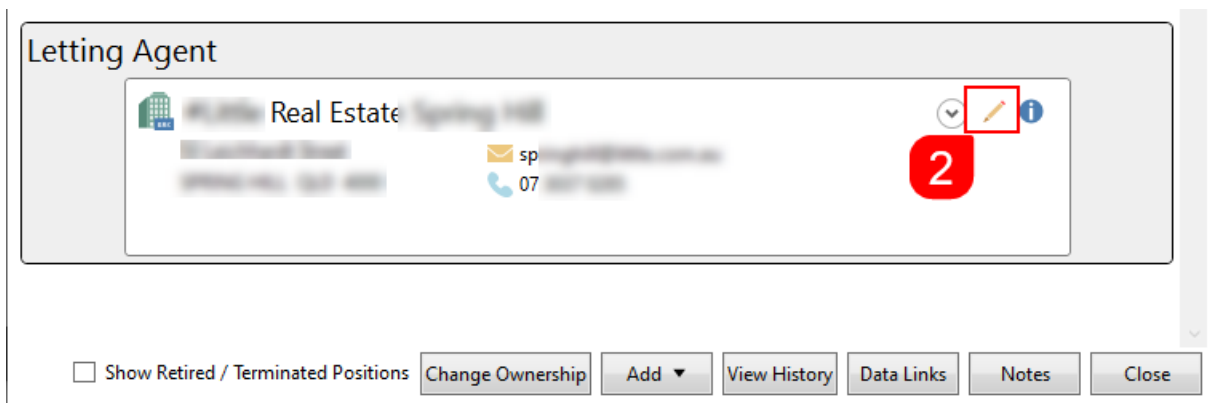 Letting Agent
Real Estate
sp
07
2
Show Retired / Terminated Positions Change Ownership Add ▼ View History Data Links Notes Close